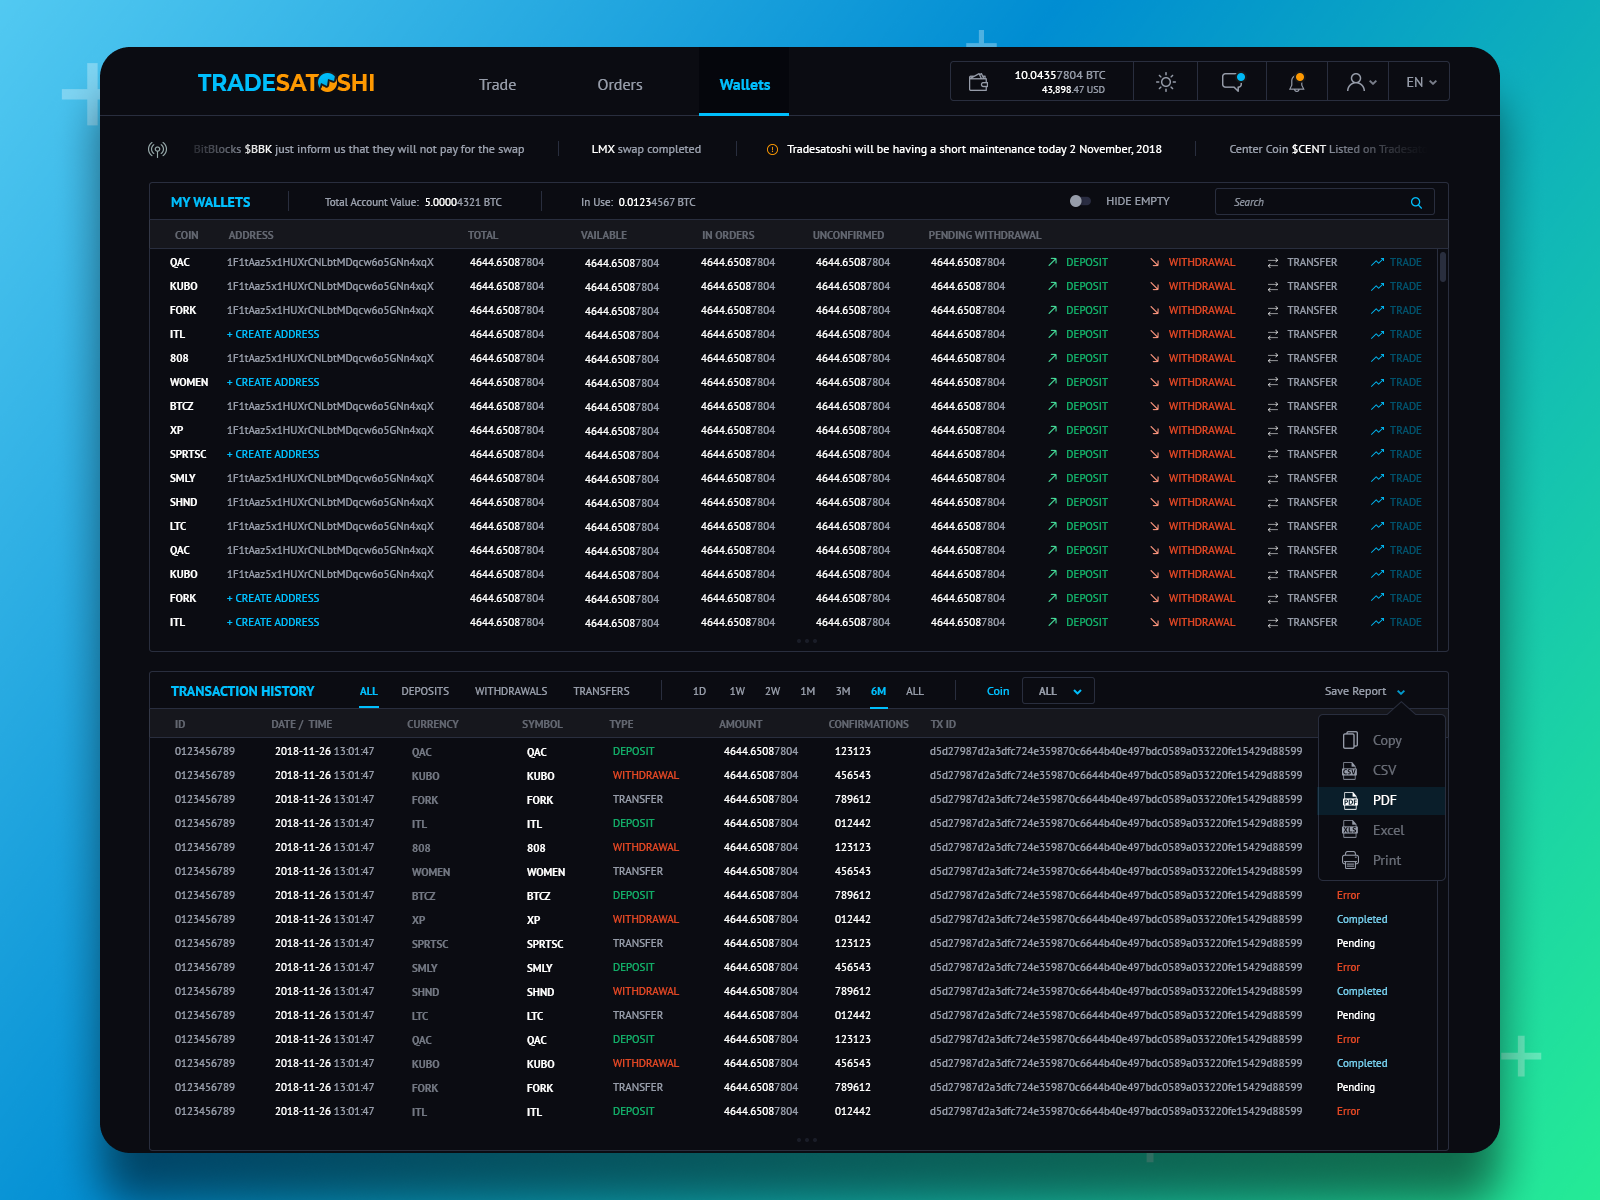 TRADESATOSHI Trade Orders Wallets 10.04357804 BTC 43,898.47 USD EN
BitBlocks $BBK just inform us that they will not pay for the swap LMX swap completed Tradesatoshi will be having a short maintenance today 2 November, 2018 Center Coin $CENT Listed on Tradesa
MY WALLETS Total Account Value: 5.00004321 BTC In Use: 0.01234567 BTC HIDE EMPTY Search
COIN ADDRESS TOTAL VAILABLE IN ORDERS UNCONFIRMED PENDING WITHDRAWAL
QAC 1F1tAaz5x1HUXrCNLbtMDqcw6o5GNn4xqX 4644.65087804 4644.65087804 4644.65087804 4644.65087804 4644.65087804 DEPOSIT WITHDRAWAL TRANSFER TRADE
KUBO 1F1tAaz5x1HUXrCNLbtMDqcw6o5GNn4xqX 4644.65087804 4644.65087804 4644.65087804 4644.65087804 4644.65087804 DEPOSIT WITHDRAWAL TRANSFER TRADE
FORK 1F1tAaz5x1HUXrCNLbtMDqcw6o5GNn4xqX 4644.65087804 4644.65087804 4644.65087804 4644.65087804 4644.65087804 DEPOSIT WITHDRAWAL TRANSFER TRADE
ITL + CREATE ADDRESS 4644.65087804 4644.65087804 4644.65087804 4644.65087804 4644.65087804 DEPOSIT WITHDRAWAL TRANSFER TRADE
808 1F1tAaz5x1HUXrCNLbtMDqcw6o5GNn4xqX 4644.65087804 4644.65087804 4644.65087804 4644.65087804 4644.65087804 DEPOSIT WITHDRAWAL TRANSFER TRADE
WOMEN + CREATE ADDRESS 4644.65087804 4644.65087804 4644.65087804 4644.65087804 4644.65087804 DEPOSIT WITHDRAWAL TRANSFER TRADE
BTCZ 1F1tAaz5x1HUXrCNLbtMDqcw6o5GNn4xqX 4644.65087804 4644.65087804 4644.65087804 4644.65087804 4644.65087804 DEPOSIT WITHDRAWAL TRANSFER TRADE
XP 1F1tAaz5x1HUXrCNLbtMDqcw6o5GNn4xqX 4644.65087804 4644.65087804 4644.65087804 4644.65087804 4644.65087804 DEPOSIT WITHDRAWAL TRANSFER TRADE
SPRTSC + CREATE ADDRESS 4644.65087804 4644.65087804 4644.65087804 4644.65087804 4644.65087804 DEPOSIT WITHDRAWAL TRANSFER TRADE
SMLY 1F1tAaz5x1HUXrCNLbtMDqcw6o5GNn4xqX 4644.65087804 4644.65087804 4644.65087804 4644.65087804 4644.65087804 DEPOSIT WITHDRAWAL TRANSFER TRADE
SHND 1F1tAaz5x1HUXrCNLbtMDqcw6o5GNn4xqX 4644.65087804 4644.65087804 4644.65087804 4644.65087804 4644.65087804 DEPOSIT WITHDRAWAL TRANSFER TRADE
LTC 1F1tAaz5x1HUXrCNLbtMDqcw6o5GNn4xqX 4644.65087804 4644.65087804 4644.65087804 4644.65087804 4644.65087804 DEPOSIT WITHDRAWAL TRANSFER TRADE
QAC 1F1tAaz5x1HUXrCNLbtMDqcw6o5GNn4xqX 4644.65087804 4644.65087804 4644.65087804 4644.65087804 4644.65087804 DEPOSIT WITHDRAWAL TRANSFER TRADE
KUBO 1F1tAaz5x1HUXrCNLbtMDqcw6o5GNn4xqX 4644.65087804 4644.65087804 4644.65087804 4644.65087804 4644.65087804 DEPOSIT WITHDRAWAL TRANSFER TRADE
FORK + CREATE ADDRESS 4644.65087804 4644.65087804 4644.65087804 4644.65087804 4644.65087804 DEPOSIT WITHDRAWAL TRANSFER TRADE
ITL + CREATE ADDRESS 4644.65087804 4644.65087804 4644.65087804 4644.65087804 4644.65087804 DEPOSIT WITHDRAWAL TRANSFER TRADE
TRANSACTION HISTORY ALL DEPOSITS WITHDRAWALS TRANSFERS 1D 1W 2W 1M 3M 6M ALL Coin ALL Save Report
ID DATE / TIME CURRENCY SYMBOL TYPE AMOUNT CONFIRMATIONS TX ID
0123456789 2018-11-26 13:01:47 QAC QAC DEPOSIT 4644.65087804 123123 d5d27987d2a3dfc724e359870c6644b40e497bdc0589a033220fe15429d88599 Copy
0123456789 2018-11-26 13:01:47 KUBO KUBO WITHDRAWAL 4644.65087804 456543 d5d27987d2a3dfc724e359870c6644b40e497bdc0589a033220fe15429d88599 CSV CSV
0123456789 2018-11-26 13:01:47 FORK FORK TRANSFER 4644.65087804 789612 d5d27987d2a3dfc724e359870c6644b40e497bdc0589a033220fe15429d88599 PDF PDF
0123456789 2018-11-26 13:01:47 ITL ITL DEPOSIT 4644.65087804 012442 d5d27987d2a3dfc724e359870c6644b40e497bdc0589a033220fe15429d88599 XLS Excel
0123456789 2018-11-26 13:01:47 808 808 WITHDRAWAL 4644.65087804 123123 d5d27987d2a3dfc724e359870c6644b40e497bdc0589a033220fe15429d88599 Print
0123456789 2018-11-26 13:01:47 WOMEN WOMEN TRANSFER 4644.65087804 456543 d5d27987d2a3dfc724e359870c6644b40e497bdc0589a033220fe15429d88599
0123456789 2018-11-26 13:01:47 BTCZ BTCZ DEPOSIT 4644.65087804 789612 d5d27987d2a3dfc724e359870c6644b40e497bdc0589a033220fe15429d88599 Error
0123456789 2018-11-26 13:01:47 XP XP WITHDRAWAL 4644.65087804 012442 d5d27987d2a3dfc724e359870c6644b40e497bdc0589a033220fe15429d88599 Completed
0123456789 2018-11-26 13:01:47 SPRTSC SPRTSC TRANSFER 4644.65087804 123123 d5d27987d2a3dfc724e359870c6644b40e497bdc0589a033220fe15429d88599 Pending
0123456789 2018-11-26 13:01:47 SMLY SMLY DEPOSIT 4644.65087804 456543 d5d27987d2a3dfc724e359870c6644b40e497bdc0589a033220fe15429d88599 Error
0123456789 2018-11-26 13:01:47 SHND SHND WITHDRAWAL 4644.65087804 789612 d5d27987d2a3dfc724e359870c6644b40e497bdc0589a033220fe15429d88599 Completed
0123456789 2018-11-26 13:01:47 LTC LTC TRANSFER 4644.65087804 012442 d5d27987d2a3dfc724e359870c6644b40e497bdc0589a033220fe15429d88599 Pending
0123456789 2018-11-26 13:01:47 QAC QAC DEPOSIT 4644.65087804 123123 d5d27987d2a3dfc724e359870c6644b40e497bdc0589a033220fe15429d88599 Error
0123456789 2018-11-26 13:01:47 KUBO KUBO WITHDRAWAL 4644.65087804 456543 d5d27987d2a3dfc724e359870c6644b40e497bdc0589a033220fe15429d88599 Completed
0123456789 2018-11-26 13:01:47 FORK FORK TRANSFER 4644.65087804 789612 d5d27987d2a3dfc724e359870c6644b40e497bdc0589a033220fe15429d88599 Pending
0123456789 2018-11-26 13:01:47 ITL ITL DEPOSIT 4644.65087804 012442 d5d27987d2a3dfc724e359870c6644b40e497bdc0589a033220fe15429d88599 Error